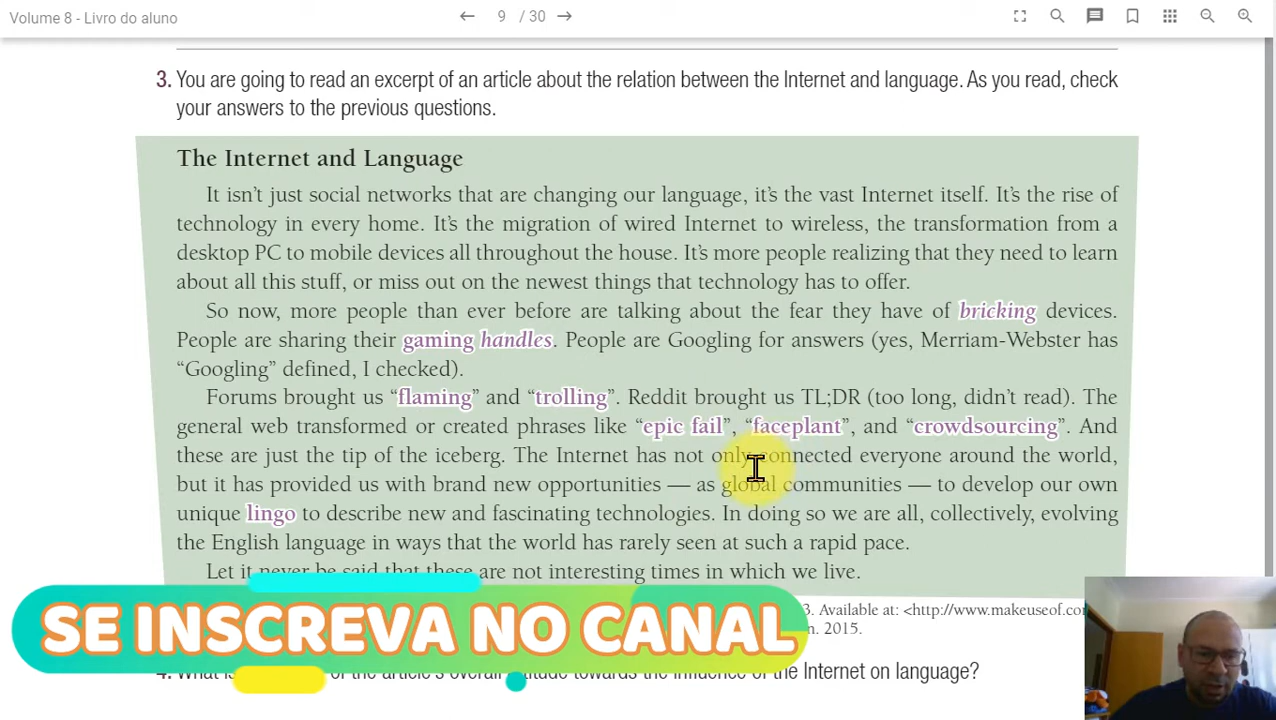 Volume 8 - Livro do aluno
9 / 30
3. You are going to read an excerpt of an article about the relation between the Internet and language. As you read, check
your answers to the previous questions.
The Internet and Language
It isn't just social networks that are changing our language, it's the vast Internet itself. It's the rise of
technology in every home. It's the migration of wired Internet to wireless, the transformation from a
desktop PC to mobile devices all throughout the house. It's more people realizing that they need to learn
about all this stuff, or miss out on the newest things that technology has to offer.
So now, more people than ever before are talking about the fear they have of bricking devices.
People are sharing their gaming handles. People are Googling for answers (yes, Merriam-Webster has
“Googling” defined, I checked).
Forums brought us “flaming” and “trolling”. Reddit brought us TL;DR (too long, didn't read). The
general web transformed or created phrases like “epic fail”, “faceplant”, and “crowdsourcing”. And
these are just the tip of the iceberg. The Internet has not only connected everyone around the world,
but it has provided us with brand new opportunities — as global communities — to develop our own
unique lingo to describe new and fascinating technologies. In doing so we are all, collectively, evolving
the English language in ways that the world has rarely seen at such a rapid pace.
Let it never be said that these are not interesting times in which we live.
3. Available at: <http://www.makeuseof.co
n. 2015.
SE INSCREVA NO CANAL
4. What is of the article's overall attitude towards the influence of the Internet on language?